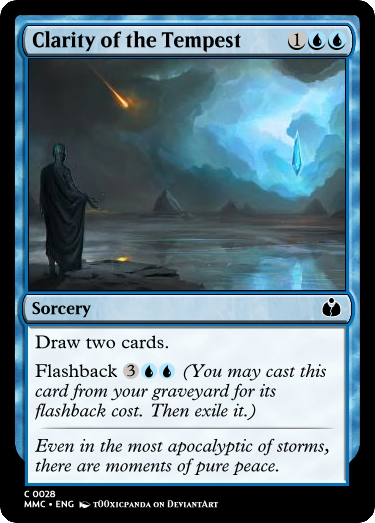 Clarity of the Tempest 1
Sorcery
Draw two cards.
Flashback 3 (You may cast this
card from your graveyard for its
flashback cost. Then exile it.)
Even in the most apocalyptic of storms,
there are moments of pure peace.
C 0028
MMC • ENG T00XICPANDA ON DEVIANTART